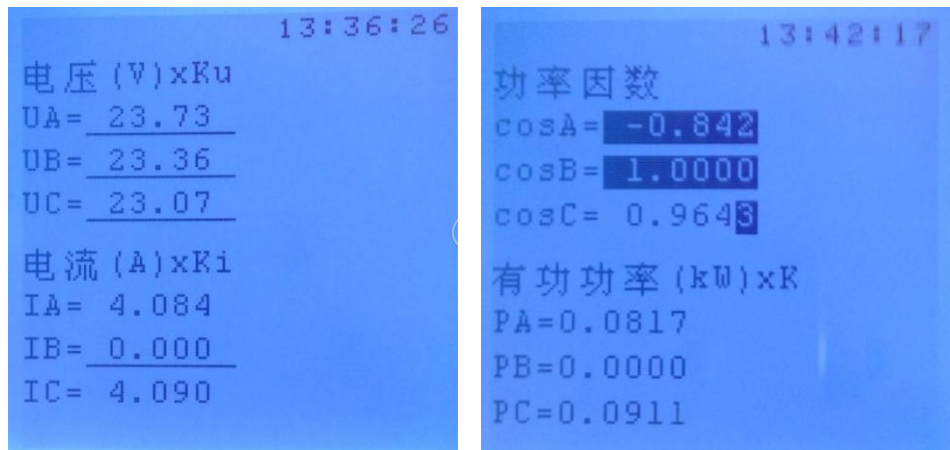 13:36:26
电压(V)xKu
UA= 23.73
UB= 23.36
UC= 23.07
电流(A)xKi
IA= 4.084
IB= 0.000
IC= 4.090
13:42:17
功率因数
cosA= -0.842
cosB= 1.0000
cosC= 0.9643
有功功率(kW)xK
PA=0.0817
PB=0.0000
PC=0.0911